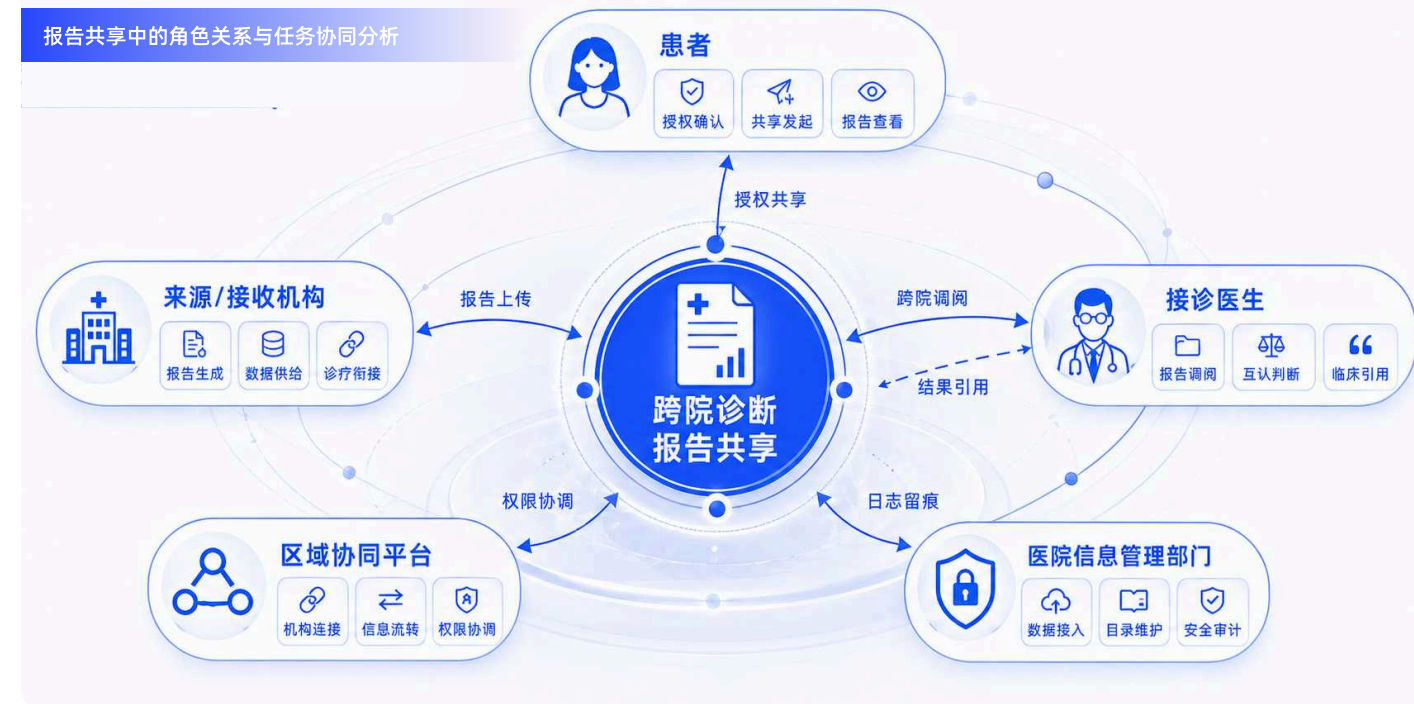 报告共享中的角色关系与任务协同分析
患者
授权确认
共享发起
报告查看
授权共享
来源/接收机构
报告生成
数据供给
诊疗衔接
报告上传
跨院调阅
接诊医生
报告调阅
互认判断
临床引用
结果引用
跨院诊断
报告共享
权限协调
日志留痕
区域协同平台
机构连接
信息流转
权限协调
医院信息管理部门
数据接入
目录维护
安全审计